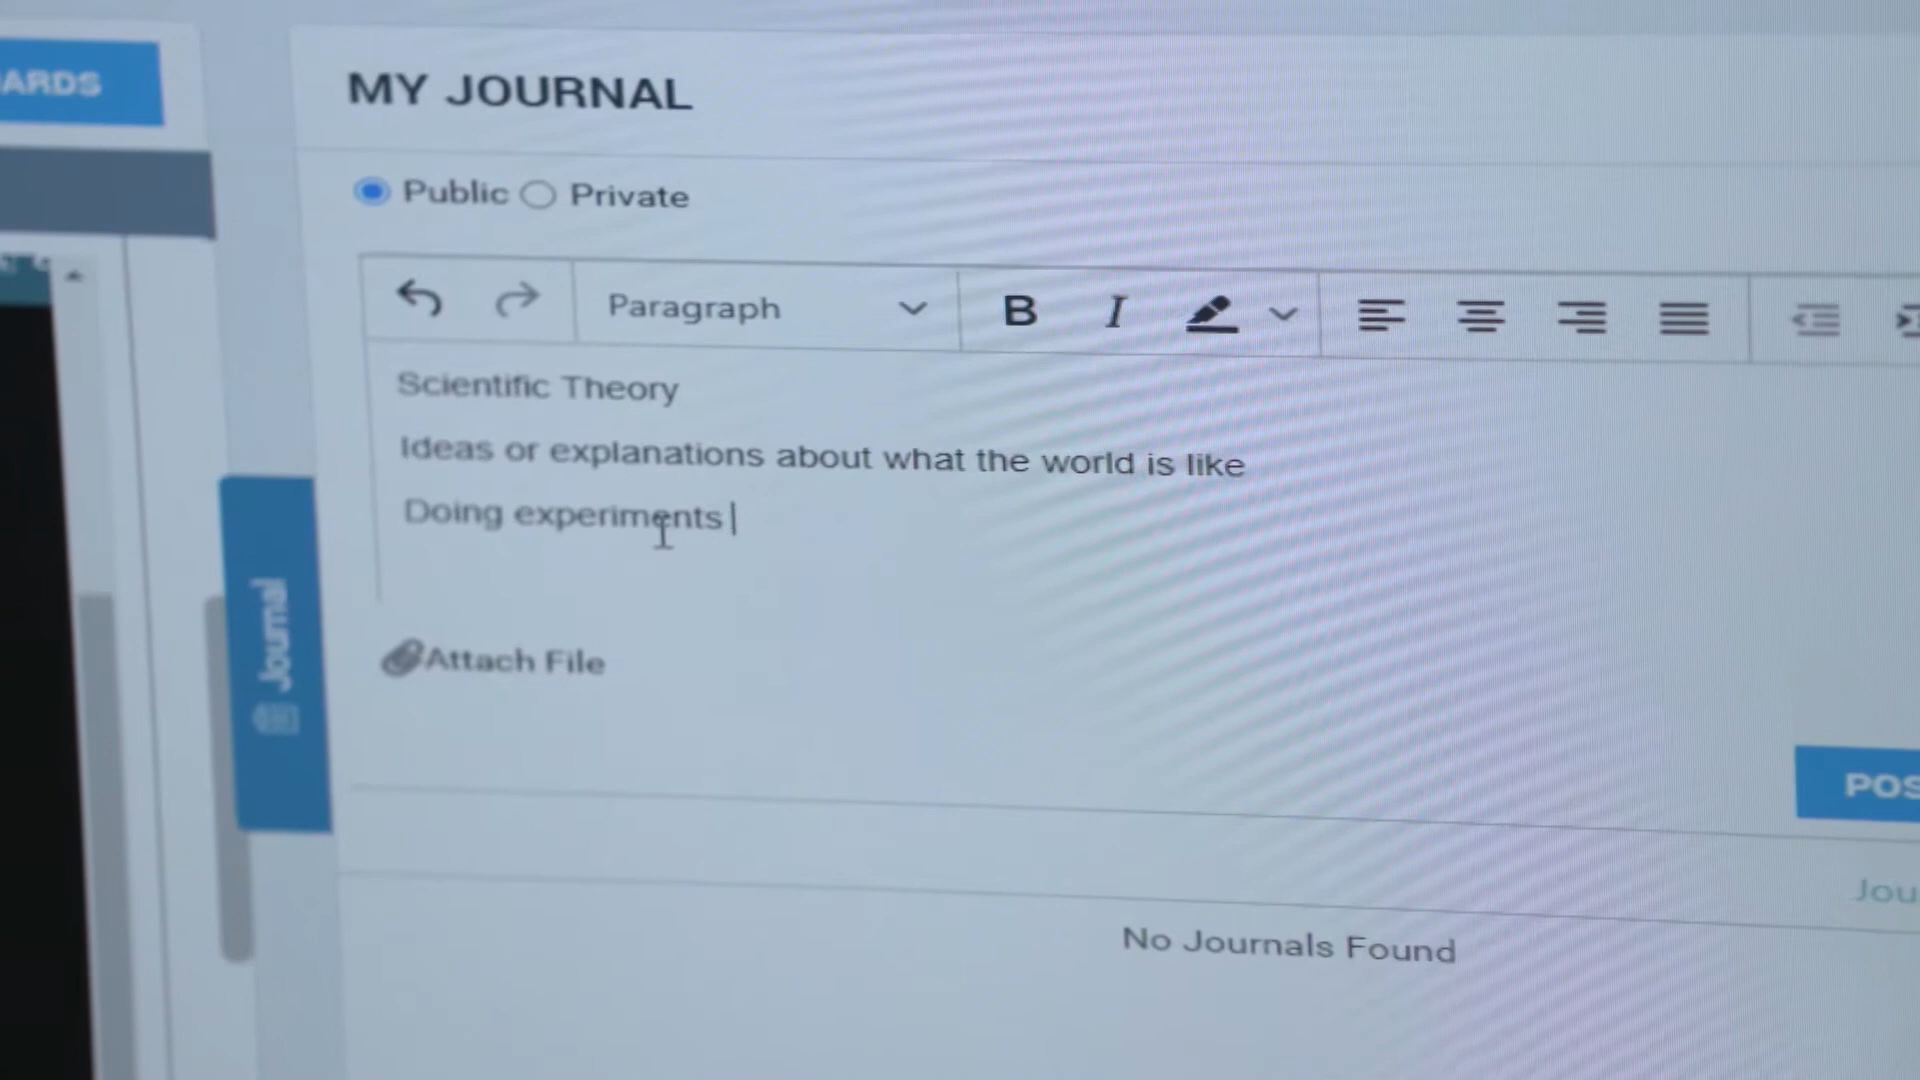 ARDS
MY JOURNAL
Public Private
Paragraph
B I
Scientific Theory
Ideas or explanations about what the world is like
Doing experiments
Journal
Attach File
POS
Jou
No Journals Found